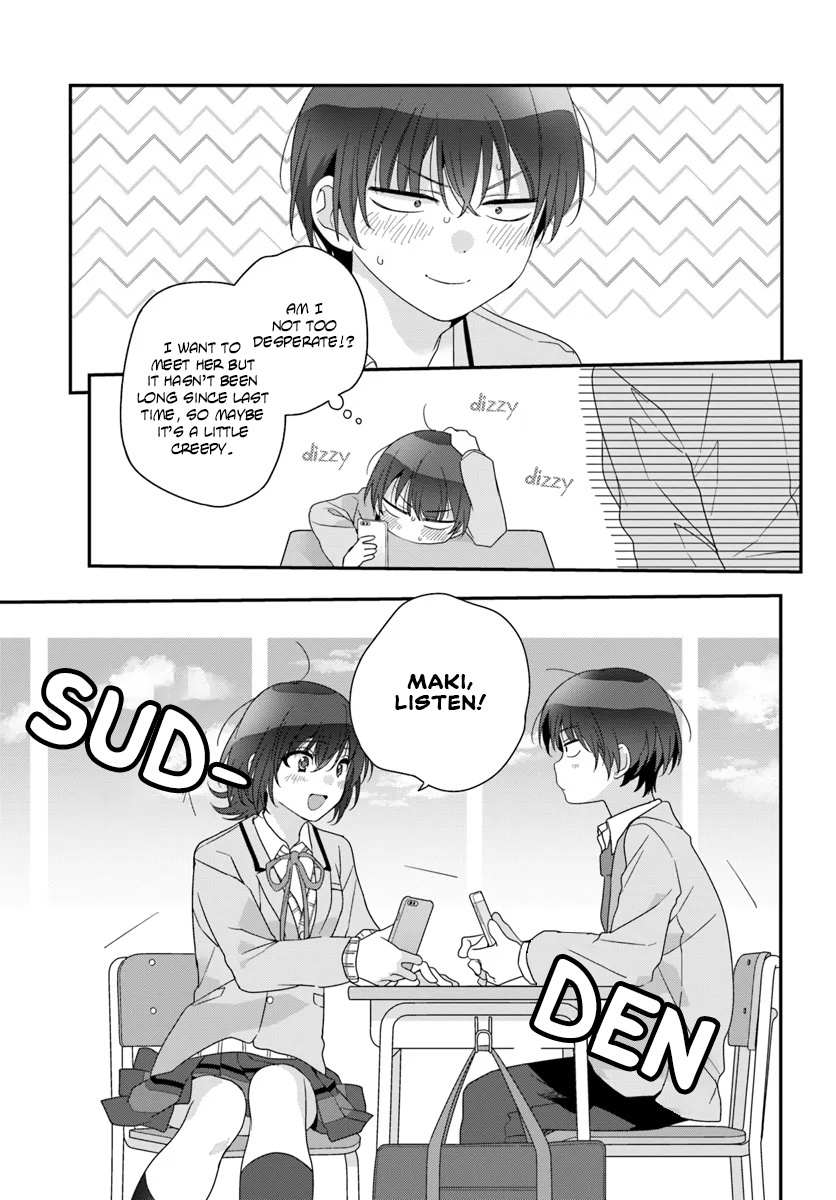 AM I
NOT TOO
DESPERATE!?
I WANT TO
MEET HER BUT
IT HASN'T BEEN
LONG SINCE LAST
TIME, SO MAYBE
IT'S A LITTLE
CREEPY.
dizzy
dizzy
dizzy
MAKI,
LISTEN!
SUD-
DEN